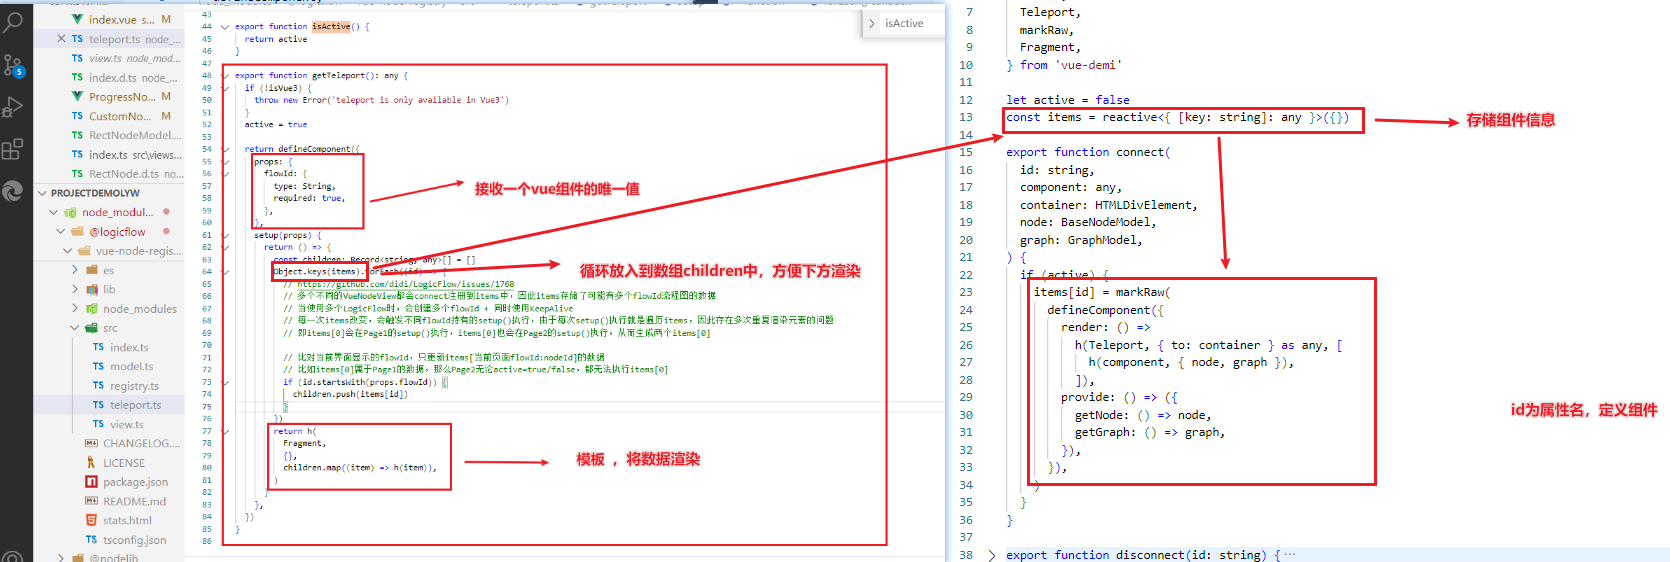 index.vue s... M
TS teleport.ts node_...
TS view.ts node_mod...
TS index.d.ts node_...
ProgressNo... M
CustomNo... M
TS RectNodeModel....
TS index.ts src\views...
TS RectNode.d.ts no...
5
PROJECTDEMOLYW
node_modul...
@logicflow
vue-node-regis...
es
lib
node_modules
src
TS index.ts
TS model.ts
TS registry.ts
TS teleport.ts
TS view.ts
CHANGELOG....
LICENSE
package.json
README.md
stats.html
TS tsconfig.json
@nodelib
isActive
43
44 export function isActive() {
45 return active
46 }
47
48 export function getTeleport(): any {
49 if (!isVue3) {
50 throw new Error('teleport is only available in Vue3')
51 }
52 active = true
53
54 return defineComponent({
55 props: {
56 flowId: {
57 type: String,
58 required: true,
59 },
60 },
61 setup(props) {
62 return () => {
63 const children: Record<string, any>[] = []
64 Object.keys(items).forEach((id) => {
65 // https://github.com/didi/LogicFlow/issues/1768
66 // 多个不同的VueNodeView都会connect注册到items中，因此items存储了可能有多个flowId流程图的数据
67 // 当使用多个LogicFlow时，会创建多个flowId + 同时使用KeepAlive
68 // 每一次items改变，会触发不同flowId持有的setup()执行，由于每次setup()执行就是遍历items，因此存在多次重复渲染元素的问题
69 // 即items[0]会在Page1的setup()执行，items[0]也会在Page2的setup()执行，从而生成两个items[0]
70
71 // 比对当前界面显示的flowId，只更新items[当前页面flowId:nodeId]的数据
72 // 比如items[0]属于Page1的数据，那么Page2无论active=true/false，都无法执行items[0]
73 if (id.startsWith(props.flowId)) {
74 children.push(items[id])
75 }
76 })
77 return h(
78 Fragment,
79 {},
80 children.map((item) => h(item)),
81 )
82 }
83 },
84 })
85 }
86
接收一个vue组件的唯一值
循环放入到数组children中，方便下方渲染
模板 ，将数据渲染
7 Teleport,
8 markRaw,
9 Fragment,
10 } from 'vue-demi'
11
12 let active = false
13 const items = reactive<{ [key: string]: any }>({})
14
15 export function connect(
16 id: string,
17 component: any,
18 container: HTMLDivElement,
19 node: BaseNodeModel,
20 graph: GraphModel,
21 ) {
22 if (active) {
23 items[id] = markRaw(
24 defineComponent({
25 render: () =>
26 h(Teleport, { to: container } as any, [
27 h(component, { node, graph }),
28 ]),
29 provide: () => ({
30 getNode: () => node,
31 getGraph: () => graph,
32 }),
33 }),
34 )
35 }
36 }
37
38 export function disconnect(id: string) {···
存储组件信息
id为属性名，定义组件